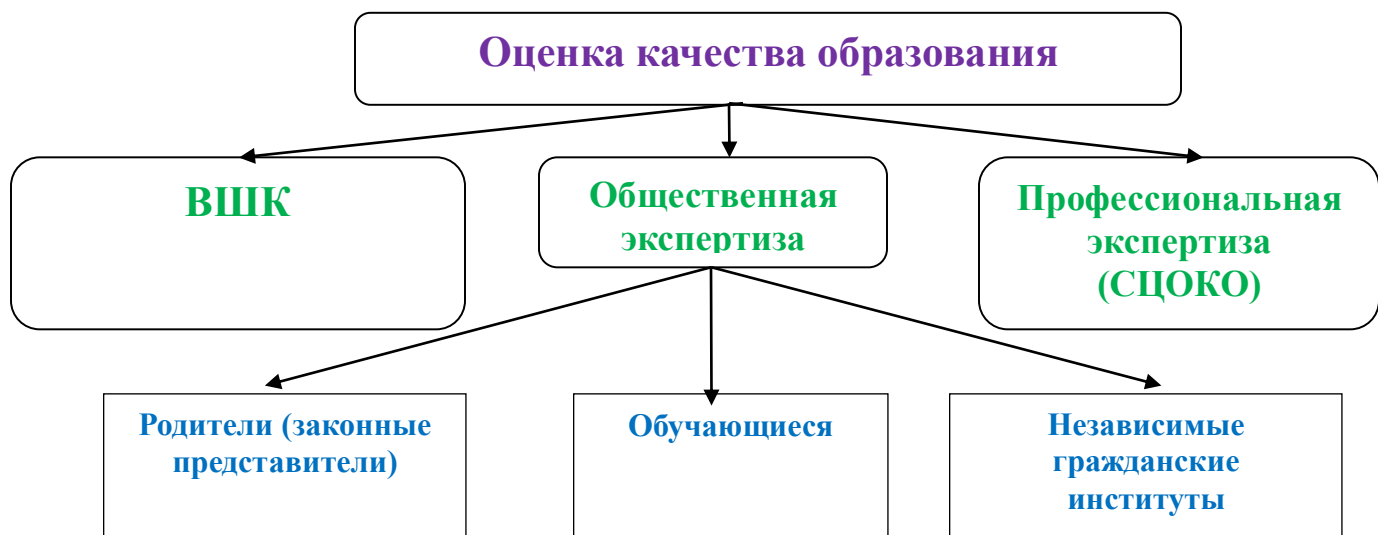 Оценка качества образования
ВШК
Общественная
экспертиза
Профессиональная
экспертиза
(СЦОКО)
Родители (законные
представители)
Обучающиеся
Независимые
гражданские
институты